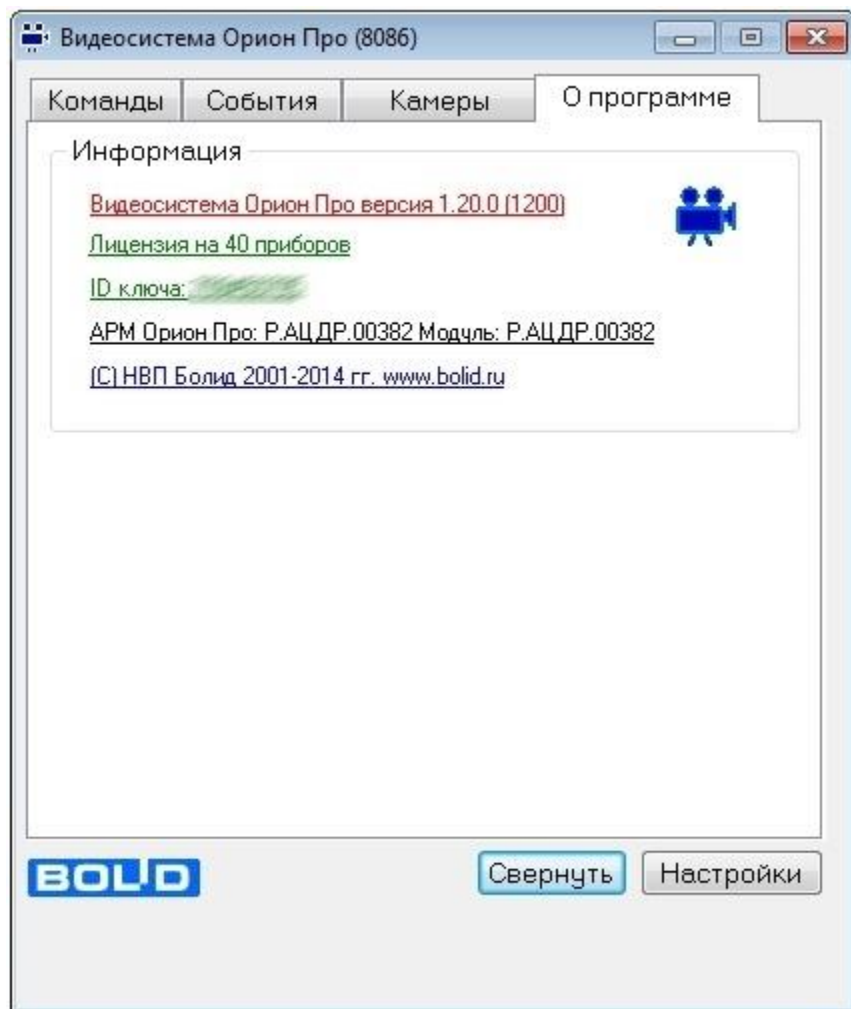 Видеосистема Орион Про (8086)
Команды События Камеры О программе
Информация
Видеосистема Орион Про версия 1.20.0 (1200)
Лицензия на 40 приборов
ID ключа:
АРМ Орион Про: Р.АЦДР.00382 Модуль: Р.АЦДР.00382
(C) НВП Болид 2001-2014 гг. www.bolid.ru
BOLID Свернуть Настройки